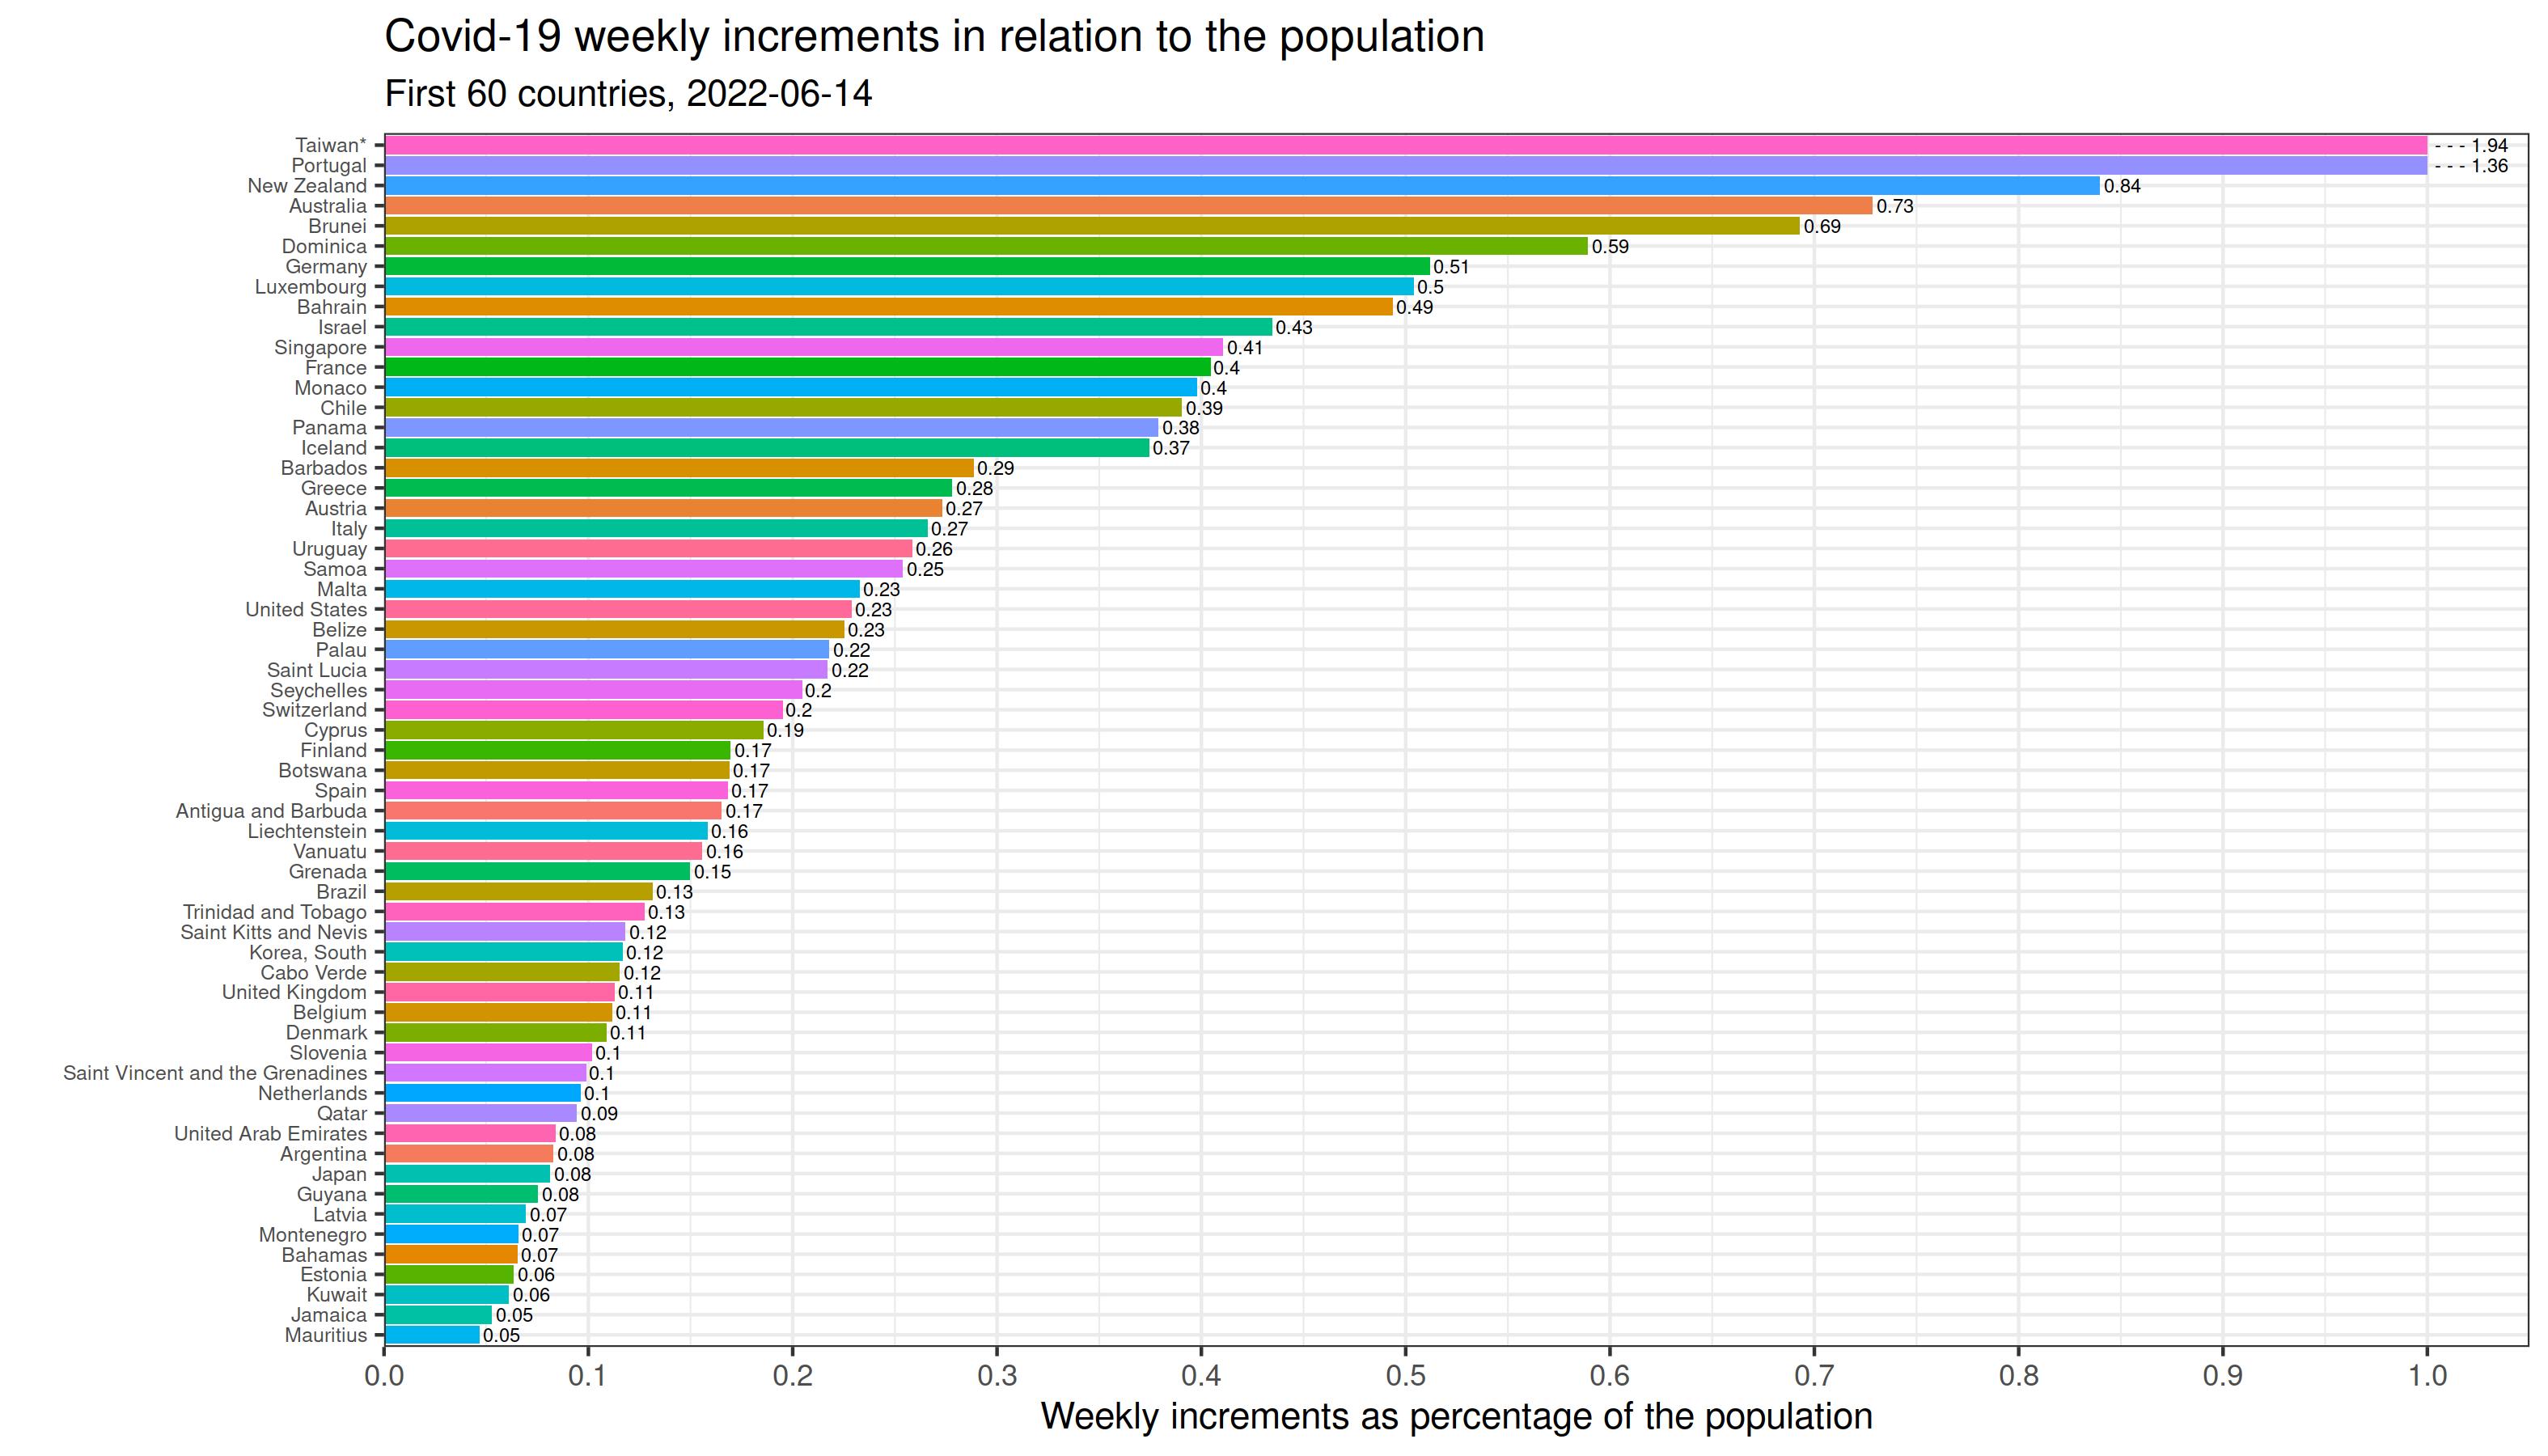 Covid-19 weekly increments in relation to the population
First 60 countries, 2022-06-14
Taiwan* - - - 1.94
Portugal - - - 1.36
New Zealand 0.84
Australia 0.73
Brunei 0.69
Dominica 0.59
Germany 0.51
Luxembourg 0.5
Bahrain 0.49
Israel 0.43
Singapore 0.41
France 0.4
Monaco 0.4
Chile 0.39
Panama 0.38
Iceland 0.37
Barbados 0.29
Greece 0.28
Austria 0.27
Italy 0.27
Uruguay 0.26
Samoa 0.25
Malta 0.23
United States 0.23
Belize 0.23
Palau 0.22
Saint Lucia 0.22
Seychelles 0.2
Switzerland 0.2
Cyprus 0.19
Finland 0.17
Botswana 0.17
Spain 0.17
Antigua and Barbuda 0.17
Liechtenstein 0.16
Vanuatu 0.16
Grenada 0.15
Brazil 0.13
Trinidad and Tobago 0.13
Saint Kitts and Nevis 0.12
Korea, South 0.12
Cabo Verde 0.12
United Kingdom 0.11
Belgium 0.11
Denmark 0.11
Slovenia 0.1
Saint Vincent and the Grenadines 0.1
Netherlands 0.1
Qatar 0.09
United Arab Emirates 0.08
Argentina 0.08
Japan 0.08
Guyana 0.08
Latvia 0.07
Montenegro 0.07
Bahamas 0.07
Estonia 0.06
Kuwait 0.06
Jamaica 0.05
Mauritius 0.05
0.0 0.1 0.2 0.3 0.4 0.5 0.6 0.7 0.8 0.9 1.0
Weekly increments as percentage of the population